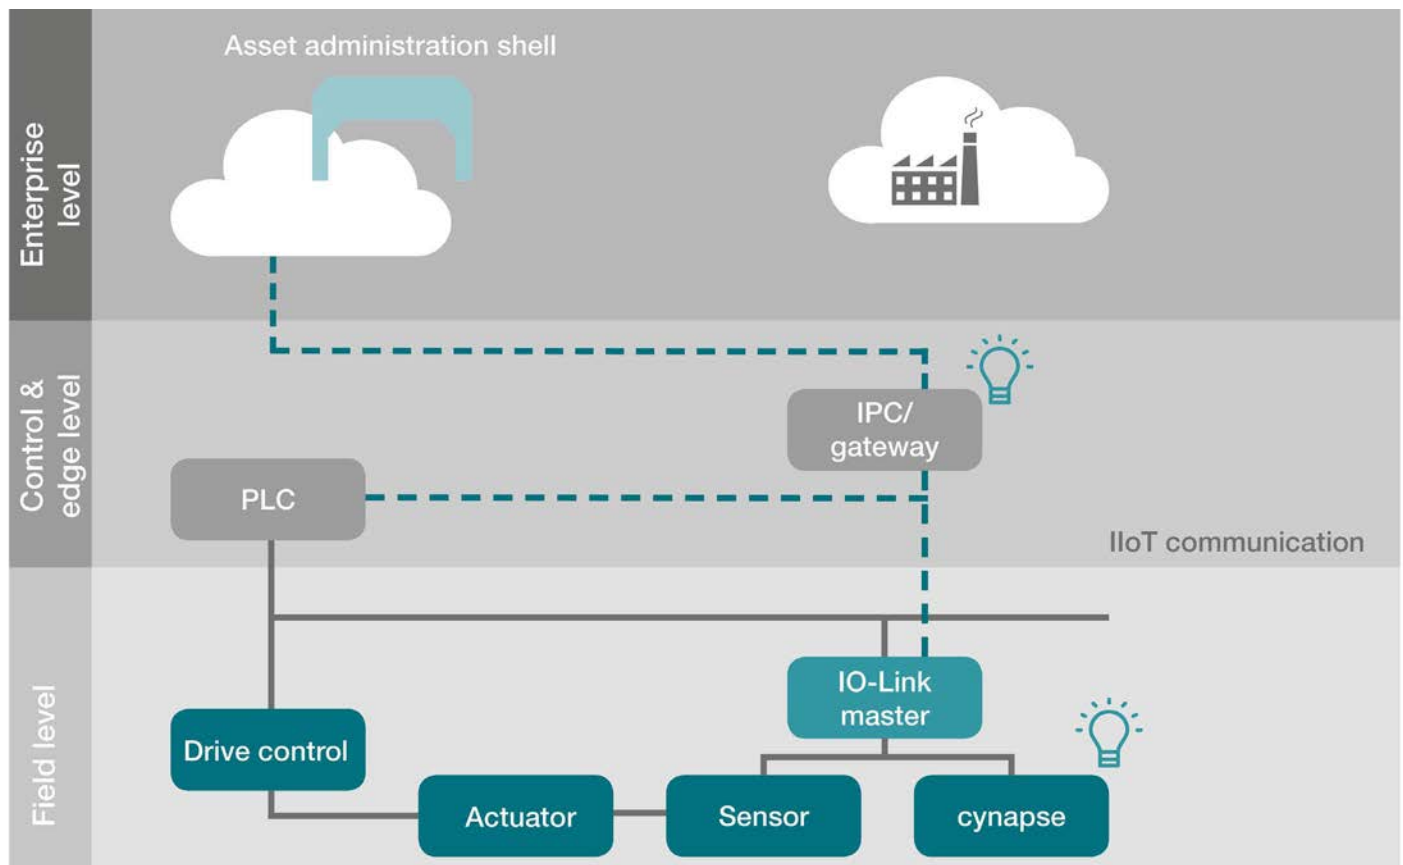 Asset administration shell
Enterprise
level
Control &
edge level
IPC/
gateway
PLC
IIoT communication
Field level
IO-Link
master
Drive control
Actuator
Sensor
cynapse